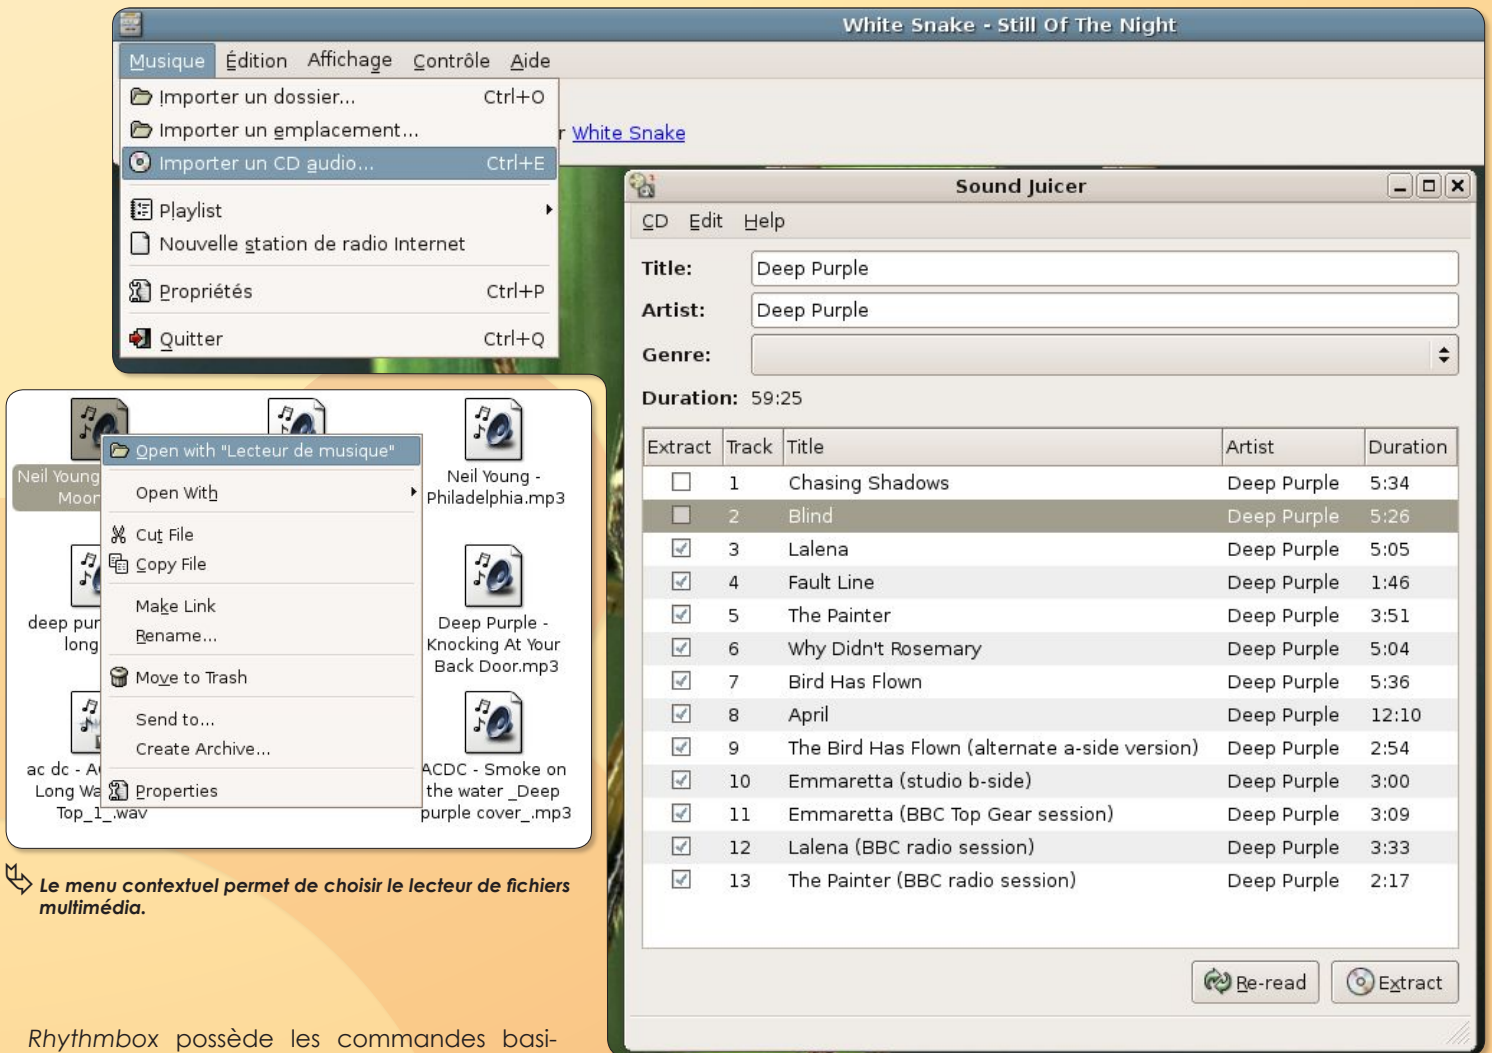 White Snake - Still Of The Night
Musique Édition Affichage Contrôle Aide
Importer un dossier... Ctrl+O
Importer un emplacement...
r White Snake
Importer un CD audio... Ctrl+E
Playlist
Nouvelle station de radio Internet
Propriétés Ctrl+P
Quitter Ctrl+Q
Sound Juicer
CD Edit Help
Title: Deep Purple
Artist: Deep Purple
Genre:
Duration: 59:25
Extract Track Title Artist Duration
1 Chasing Shadows Deep Purple 5:34
2 Blind Deep Purple 5:26
3 Lalena Deep Purple 5:05
4 Fault Line Deep Purple 1:46
5 The Painter Deep Purple 3:51
6 Why Didn't Rosemary Deep Purple 5:04
7 Bird Has Flown Deep Purple 5:36
8 April Deep Purple 12:10
9 The Bird Has Flown (alternate a-side version) Deep Purple 2:54
10 Emmaretta (studio b-side) Deep Purple 3:00
11 Emmaretta (BBC Top Gear session) Deep Purple 3:09
12 Lalena (BBC radio session) Deep Purple 3:33
13 The Painter (BBC radio session) Deep Purple 2:17
Re-read Extract
Neil Young
Moon
Neil Young -
Philadelphia.mp3
deep pur
long
Deep Purple -
Knocking At Your
Back Door.mp3
ac dc - A
Long Wa
Top_1_.wav
ACDC - Smoke on
the water _Deep
purple cover_.mp3
Open with "Lecteur de musique"
Open With
Cut File
Copy File
Make Link
Rename...
Move to Trash
Send to...
Create Archive...
Properties
Le menu contextuel permet de choisir le lecteur de fichiers
multimédia.
Rhythmbox possède les commandes basi-